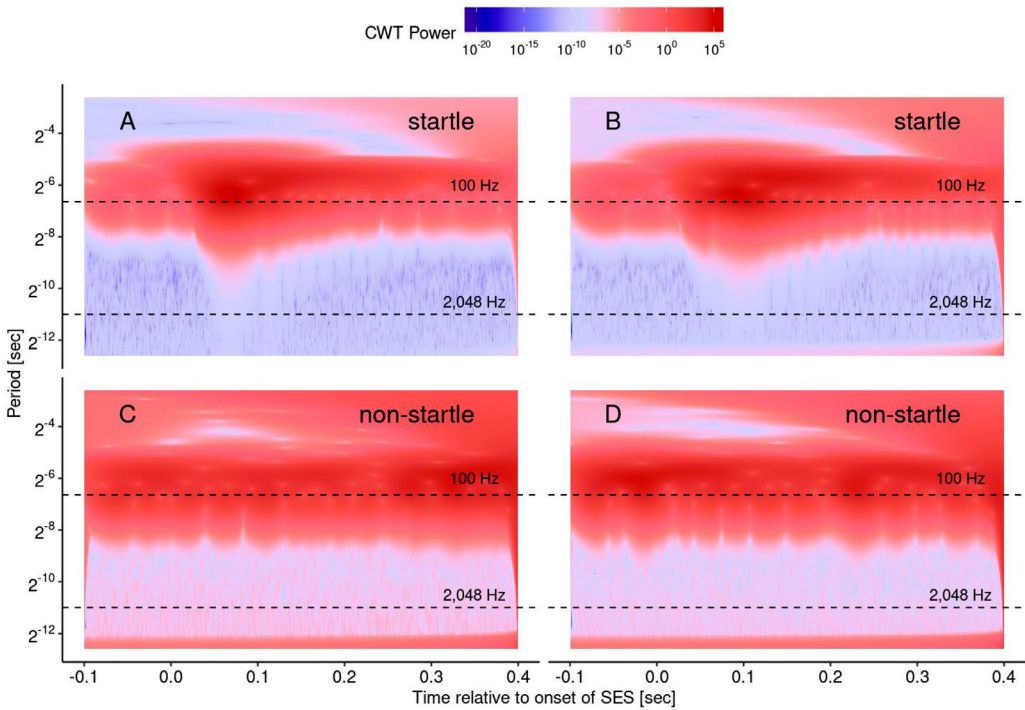 CWT Power
10⁻²⁰ 10⁻¹⁵ 10⁻¹⁰ 10⁻⁵ 10⁰ 10⁵
A startle
B startle
2⁻⁴
2⁻⁶
2⁻⁸
2⁻¹⁰
2⁻¹²
100 Hz
100 Hz
2,048 Hz
2,048 Hz
Period [sec]
C non-startle
D non-startle
2⁻⁴
2⁻⁶
2⁻⁸
2⁻¹⁰
2⁻¹²
100 Hz
100 Hz
2,048 Hz
2,048 Hz
-0.1 0.0 0.1 0.2 0.3 0.4
-0.1 0.0 0.1 0.2 0.3 0.4
Time relative to onset of SES [sec]